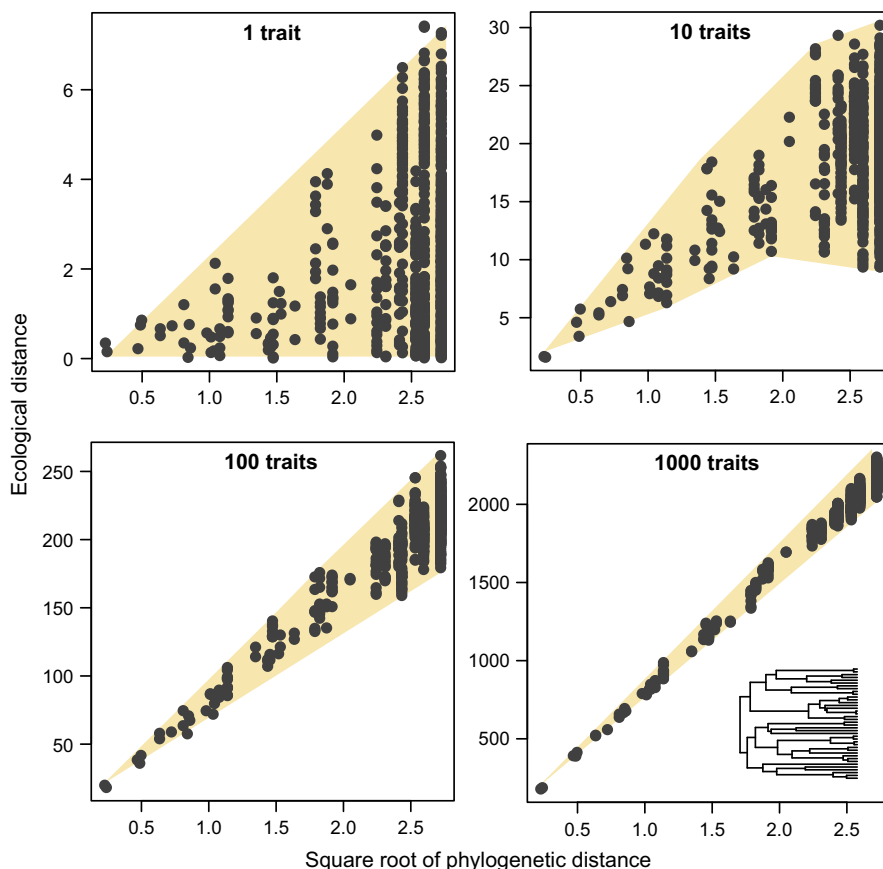 1 trait
10 traits
6
4
2
0
30
25
20
15
10
5
0.5 1.0 1.5 2.0 2.5
0.5 1.0 1.5 2.0 2.5
Ecological distance
100 traits
1000 traits
250
200
150
100
50
2000
1500
1000
500
0.5 1.0 1.5 2.0 2.5
0.5 1.0 1.5 2.0 2.5
Square root of phylogenetic distance